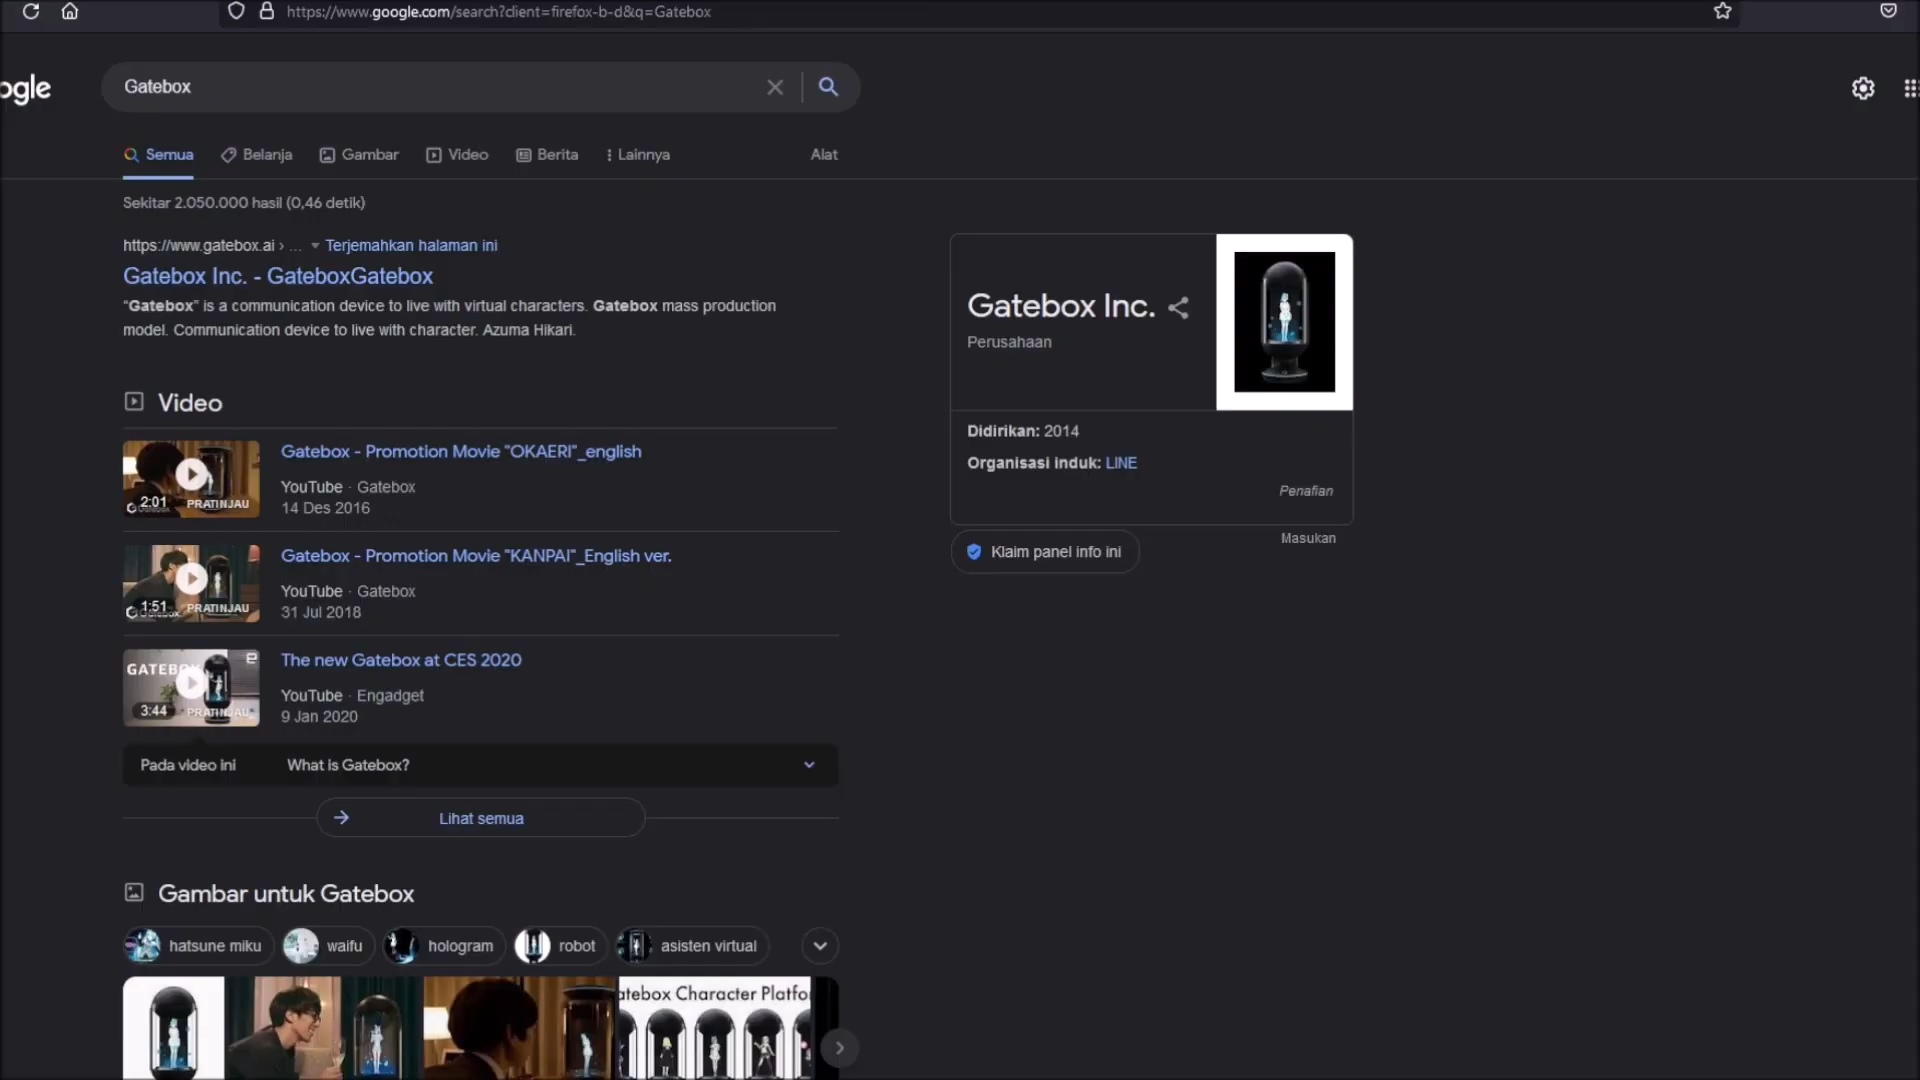 https://www.google.com/search?client=firefox-b-d&q=Gatebox
ogle
Gatebox
Semua
Belanja
Gambar
Video
Berita
Lainnya
Alat
Sekitar 2.050.000 hasil (0,46 detik)
https://www.gatebox.ai › ...
Terjemahkan halaman ini
Gatebox Inc. - GateboxGatebox
“Gatebox” is a communication device to live with virtual characters. Gatebox mass production
model. Communication device to live with character. Azuma Hikari.
Video
2:01
PRATINJAU
Gatebox - Promotion Movie "OKAERI"_english
YouTube · Gatebox
14 Des 2016
1:51
PRATINJAU
Gatebox - Promotion Movie "KANPAI"_English ver.
YouTube · Gatebox
31 Jul 2018
GATEBOX
3:44
PRATINJAU
The new Gatebox at CES 2020
YouTube · Engadget
9 Jan 2020
Pada video ini
What is Gatebox?
Lihat semua
Gambar untuk Gatebox
hatsune miku
waifu
hologram
robot
asisten virtual
atebox Character Platfo
Gatebox Inc.
Perusahaan
Didirikan: 2014
Organisasi induk: LINE
Penafian
Klaim panel info ini
Masukan